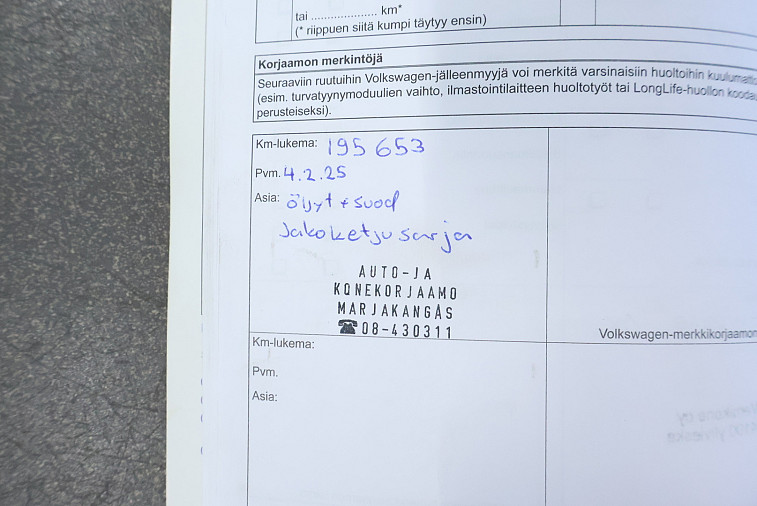 tai .................... km*
(* riippuen siitä kumpi täytyy ensin)
Korjaamon merkintöjä
Seuraaviin ruutuihin Volkswagen-jälleenmyyjä voi merkitä varsinaisiin huoltoihin
(esim. turvatyynymoduulien vaihto, ilmastointilaitteen huoltotyöt tai LongLife-huollon
perusteiseksi).
Km-lukema: 195 653
Pvm. 4.2.25
Asia: öljyt + suod
Jakoketjusarja
AUTO-JA
KONEKORJAAMO
MARJAKANGAS
☎ 08-430311
Volkswagen-merkkikorjaamon
Km-lukema:
Pvm.
Asia: